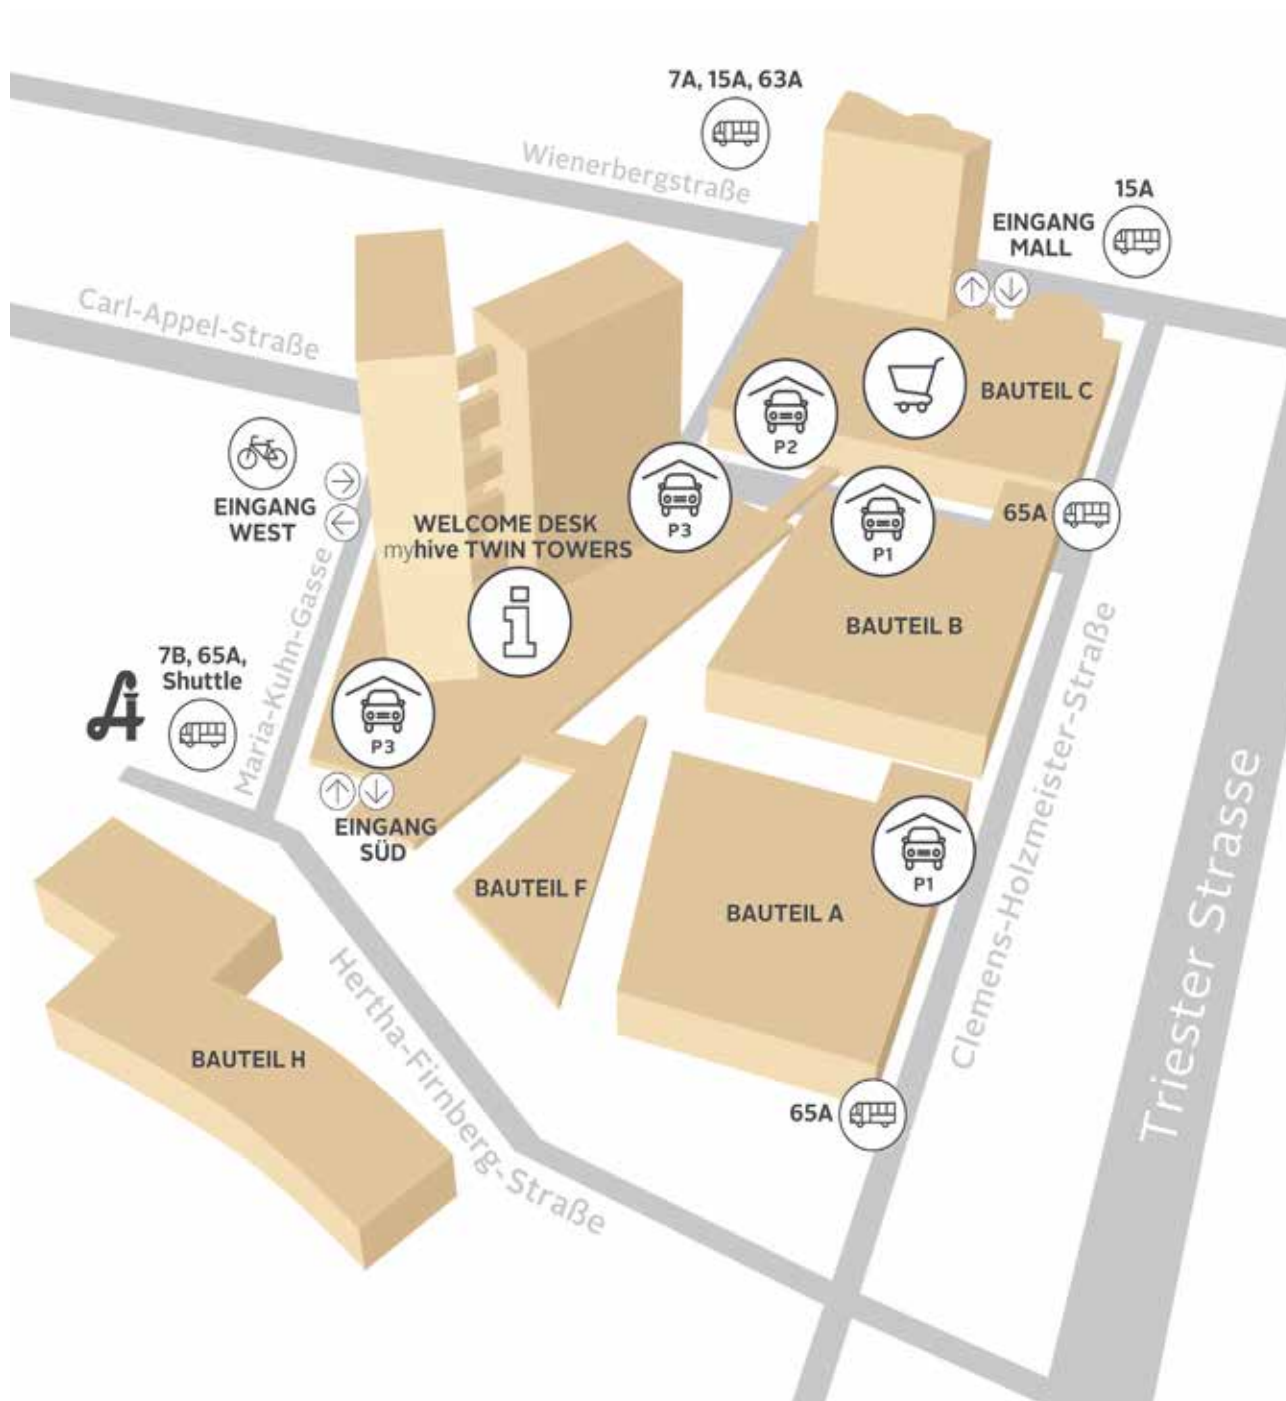 7A, 15A, 63A
Wienerbergstraße
15A
EINGANG
MALL
Carl-Appel-Straße
BAUTEIL C
P2
EINGANG
WEST
WELCOME DESK
myhive TWIN TOWERS
P3
P1
65A
Maria-Kuhn-Gasse
BAUTEIL B
7B, 65A,
Shuttle
P3
EINGANG
SÜD
BAUTEIL F
BAUTEIL A
P1
Clemens-Holzmeister-Straße
Triester Strasse
Hertha-Firnberg-Straße
BAUTEIL H
65A